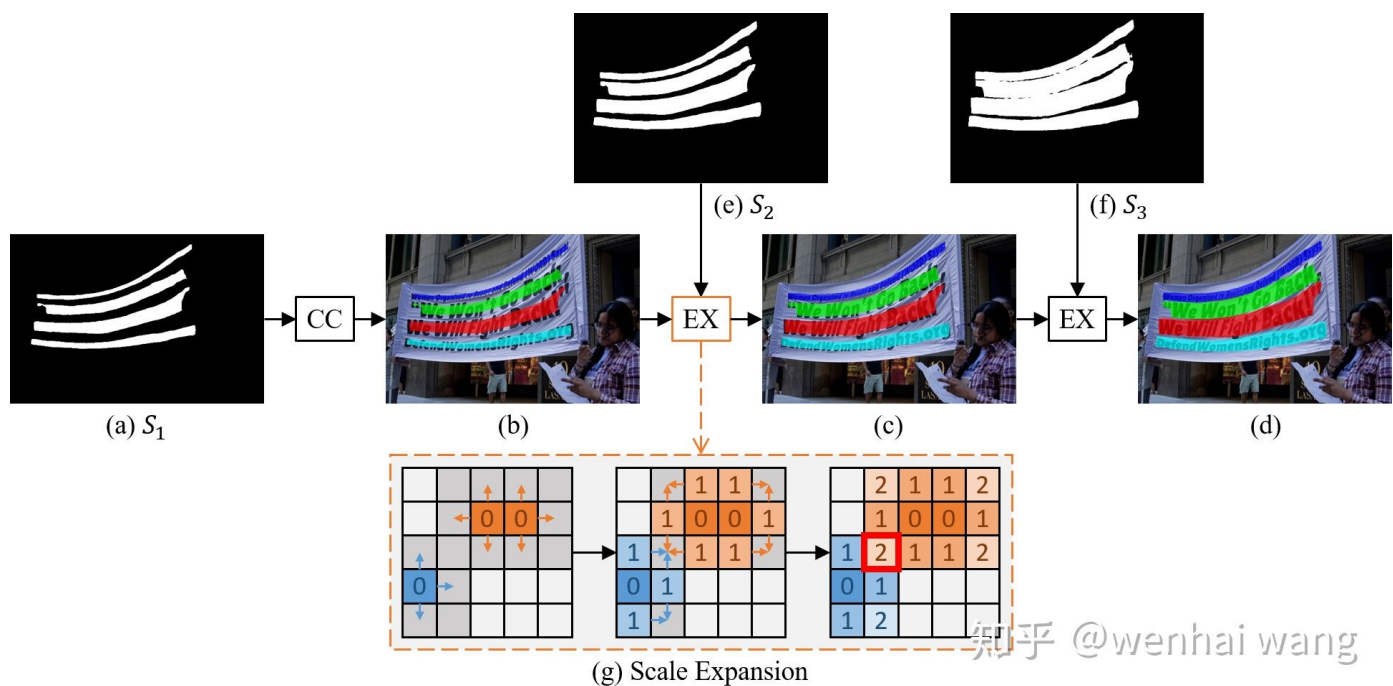 (e) S₂
(f) S₃
CC
EX
EX
"We Won't Go Back"
We Will Fight Back!
DefendWomensRights.org
"We Won't Go Back"
We Will Fight Back!
DefendWomensRights.org
"We Won't Go Back"
We Will Fight Back!
DefendWomensRights.org
(a) S₁
(b)
(c)
(d)
0 0
0
1 1
1 0 0 1
1 1 1
0 1
1
2 1 1 2
1 0 0 1
1 2 1 1 2
0 1
1 2
知乎 @wenhai wang
(g) Scale Expansion